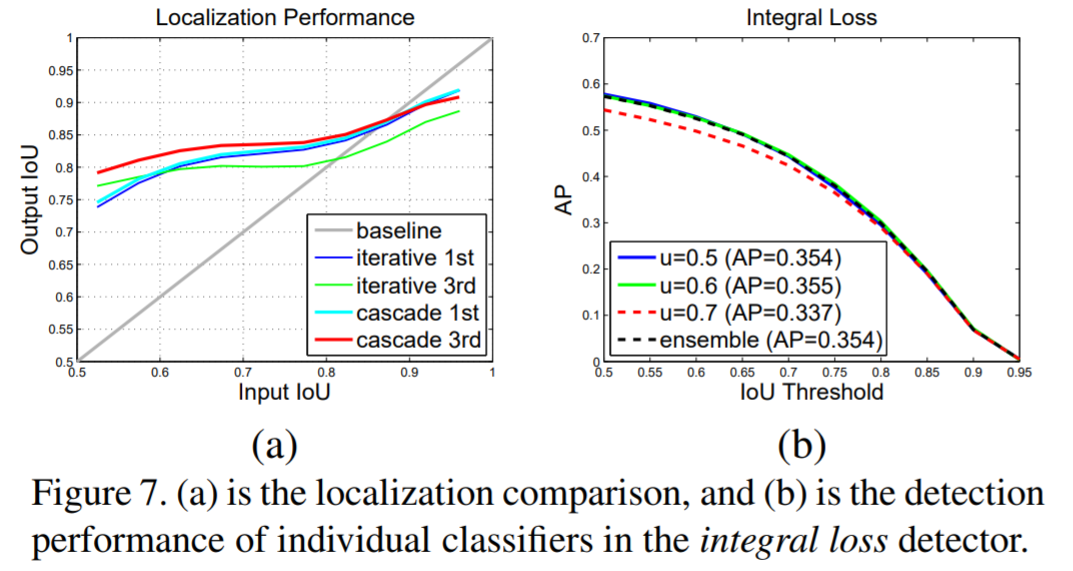 Localization Performance
1
0.95
0.9
0.85
0.8
0.75
0.7
0.65
0.6
0.55
0.5
Output IoU
baseline
iterative 1st
iterative 3rd
cascade 1st
cascade 3rd
0.5 0.6 0.7 0.8 0.9 1
Input IoU
(a)
Integral Loss
0.7
0.6
0.5
0.4
0.3
0.2
0.1
0
AP
u=0.5 (AP=0.354)
u=0.6 (AP=0.355)
u=0.7 (AP=0.337)
ensemble (AP=0.354)
0.5 0.55 0.6 0.65 0.7 0.75 0.8 0.85 0.9 0.95
IoU Threshold
(b)
Figure 7. (a) is the localization comparison, and (b) is the detection
performance of individual classifiers in the integral loss detector.